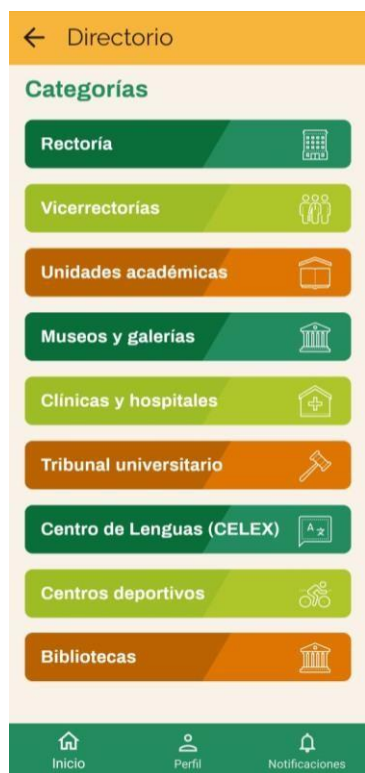 Directorio
Categorías
Rectoría
Vicerrectorías
Unidades académicas
Museos y galerías
Clínicas y hospitales
Tribunal universitario
Centro de Lenguas (CELEX)
Centros deportivos
Bibliotecas
Inicio Perfil Notificaciones